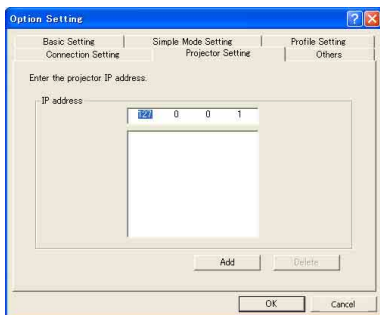 Option Setting
Basic Setting Simple Mode Setting Profile Setting
Connection Setting Projector Setting Others
Enter the projector IP address.
IP address
127 0 0 1
Add Delete
OK Cancel